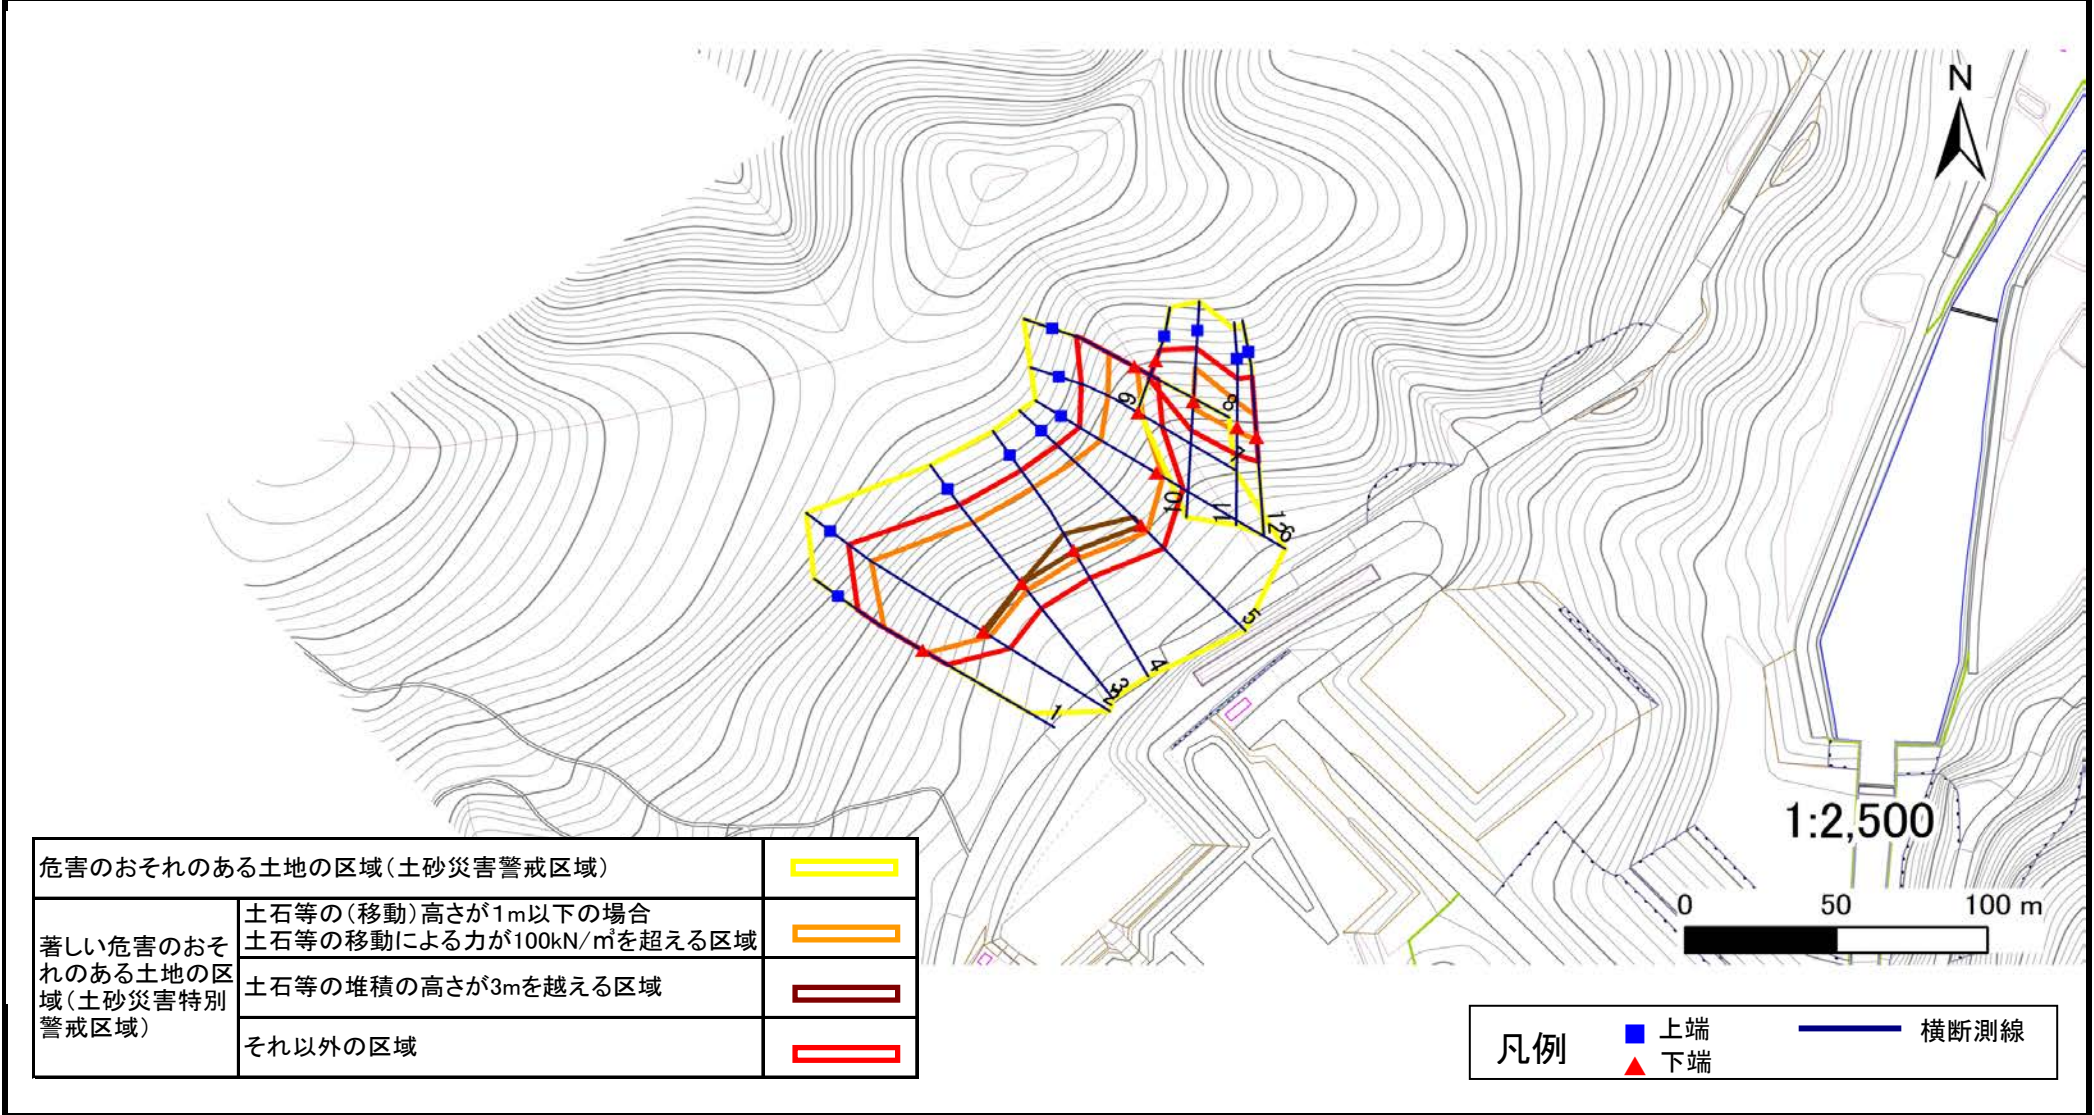 N
9
8
7
10
11
12
6
5
4
3
2
1
1:2,500
0 50 100 m
危害のおそれのある土地の区域(土砂災害警戒区域)
著しい危害のおそ
れのある土地の区
域(土砂災害特別
警戒区域)
土石等の(移動)高さが1m以下の場合
土石等の移動による力が100kN/㎥を超える区域
土石等の堆積の高さが3mを越える区域
それ以外の区域
凡例
上端
下端
横断測線